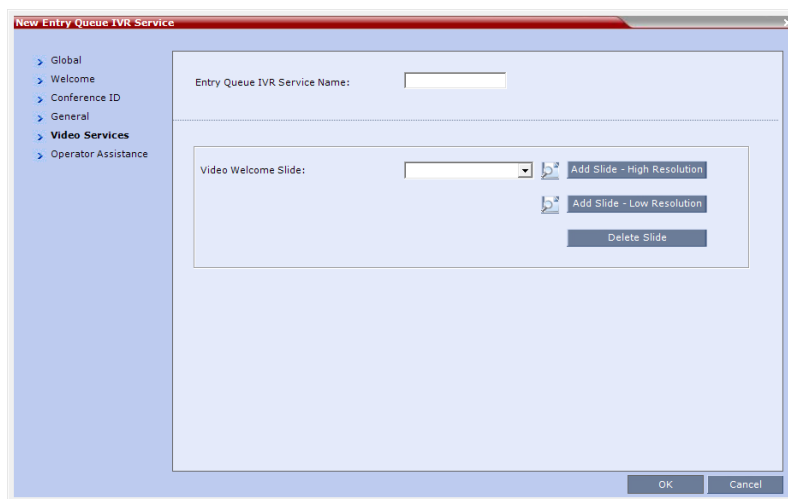 New Entry Queue IVR Service
Global
Welcome
Conference ID
General
Video Services
Operator Assistance
Entry Queue IVR Service Name:
Video Welcome Slide:
Add Slide - High Resolution
Add Slide - Low Resolution
Delete Slide
OK
Cancel